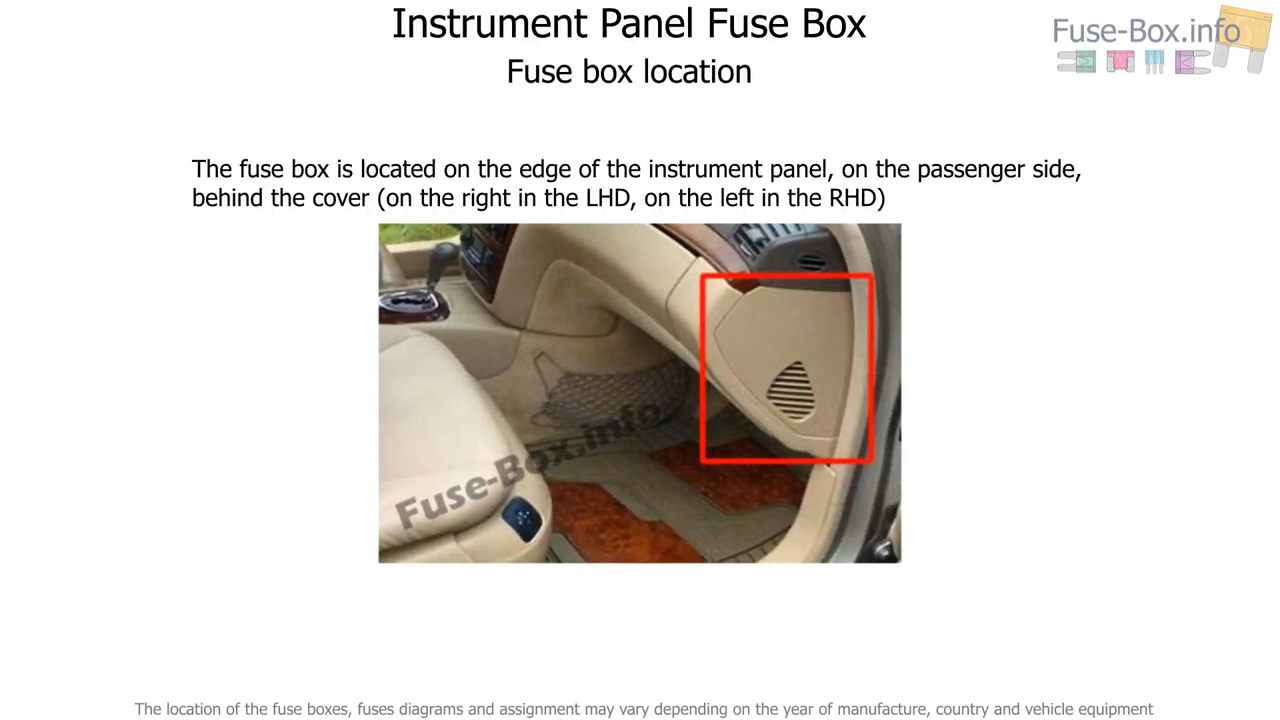 Instrument Panel Fuse Box
Fuse-Box.info
Fuse box location
The fuse box is located on the edge of the instrument panel, on the passenger side,
behind the cover (on the right in the LHD, on the left in the RHD)
Fuse-Box.info
The location of the fuse boxes, fuses diagrams and assignment may vary depending on the year of manufacture, country and vehicle equipment